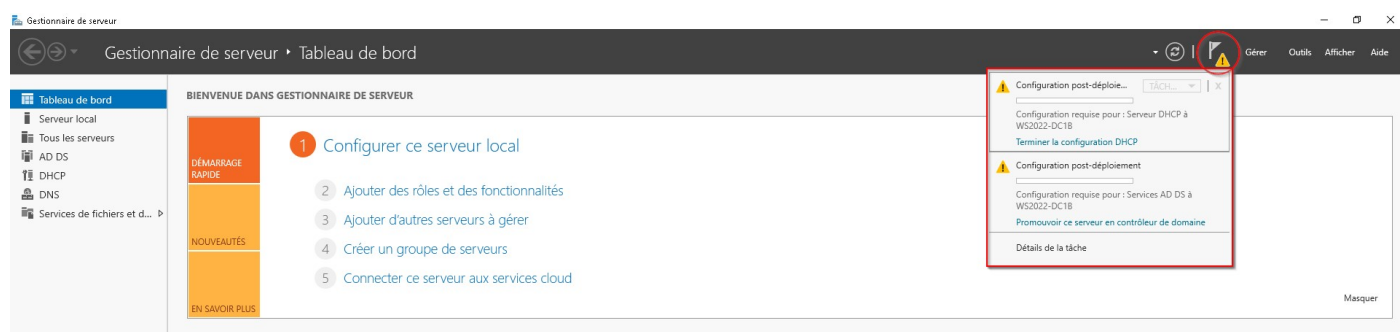 Gestionnaire de serveur
Gestionnaire de serveur ‣ Tableau de bord
Gérer Outils Afficher Aide
Tableau de bord
Serveur local
Tous les serveurs
AD DS
DHCP
DNS
Services de fichiers et d...
BIENVENUE DANS GESTIONNAIRE DE SERVEUR
DÉMARRAGE
RAPIDE
NOUVEAUTÉS
EN SAVOIR PLUS
1 Configurer ce serveur local
2 Ajouter des rôles et des fonctionnalités
3 Ajouter d'autres serveurs à gérer
4 Créer un groupe de serveurs
5 Connecter ce serveur aux services cloud
Configuration post-déploie... TÂCH... X
Configuration requise pour : Serveur DHCP à
WS2022-DC1B
Terminer la configuration DHCP
Configuration post-déploiement
Configuration requise pour : Services AD DS à
WS2022-DC1B
Promouvoir ce serveur en contrôleur de domaine
Détails de la tâche
Masquer